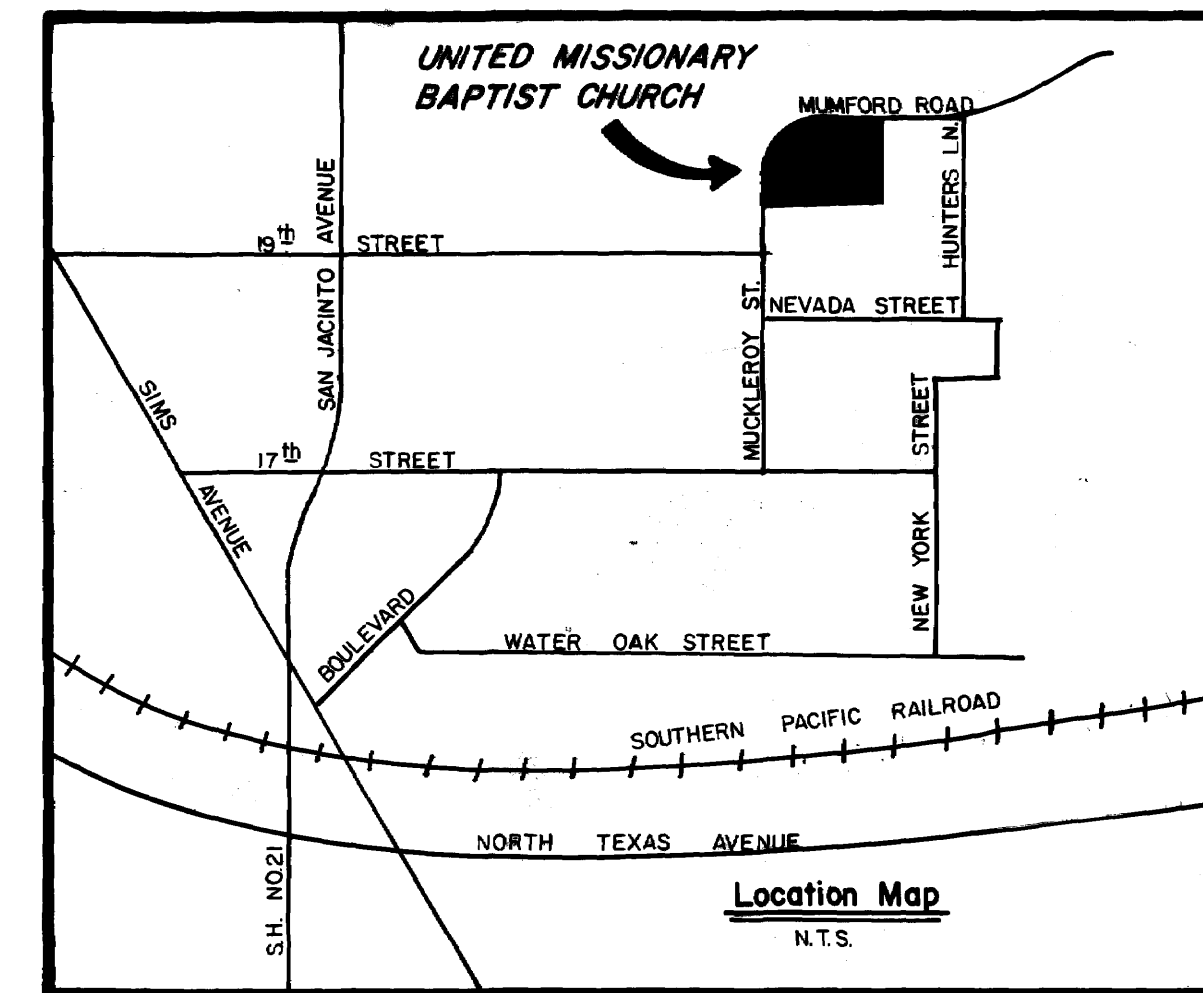 UNITED MISSIONARY
BAPTIST CHURCH
MUMFORD ROAD
HUNTERS LN.
SAN JACINTO AVENUE
19th STREET
MUCKLEROY ST.
NEVADA STREET
SIMS AVENUE
17th STREET
NEW YORK STREET
BOULEVARD
WATER OAK STREET
SOUTHERN PACIFIC RAILROAD
NORTH TEXAS AVENUE
S.H. NO.21
Location Map
N.T.S.